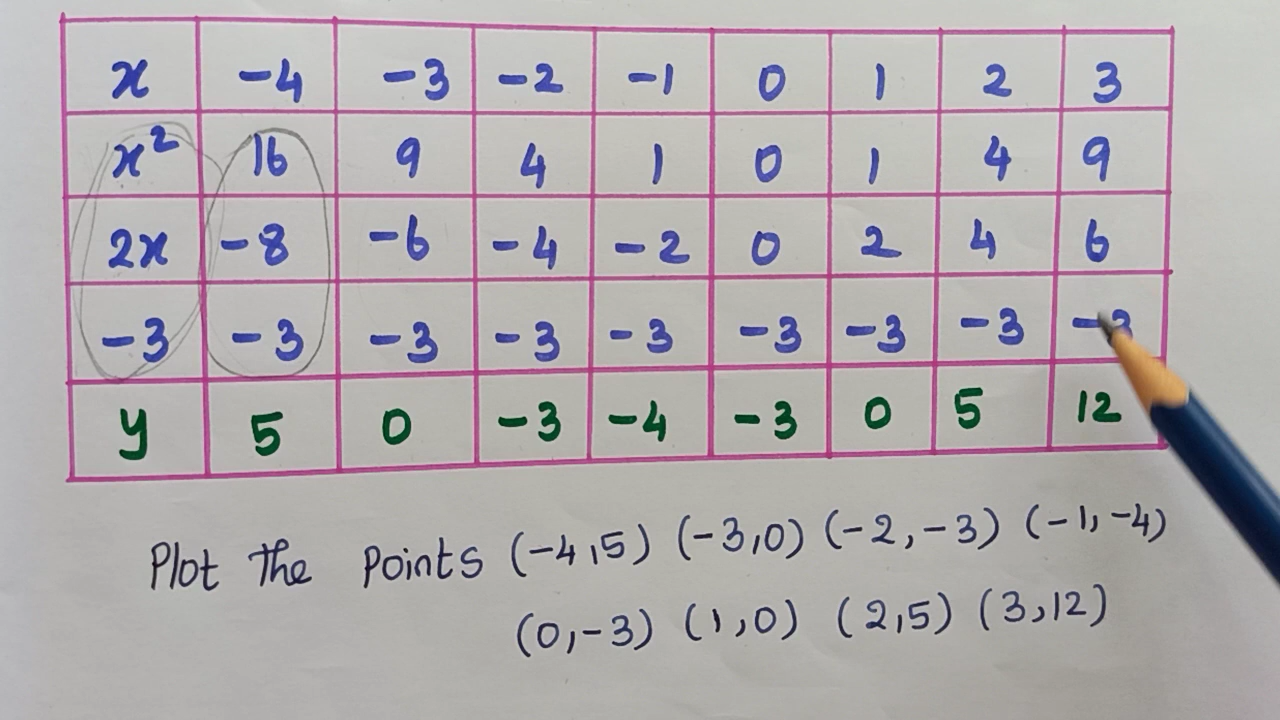 x -4 -3 -2 -1 0 1 2 3
x² 16 9 4 1 0 1 4 9
2x -8 -6 -4 -2 0 2 4 6
-3 -3 -3 -3 -3 -3 -3 -3 -3
y 5 0 -3 -4 -3 0 5 12
Plot the Points (-4,5) (-3,0) (-2,-3) (-1,-4)
(0,-3) (1,0) (2,5) (3,12)